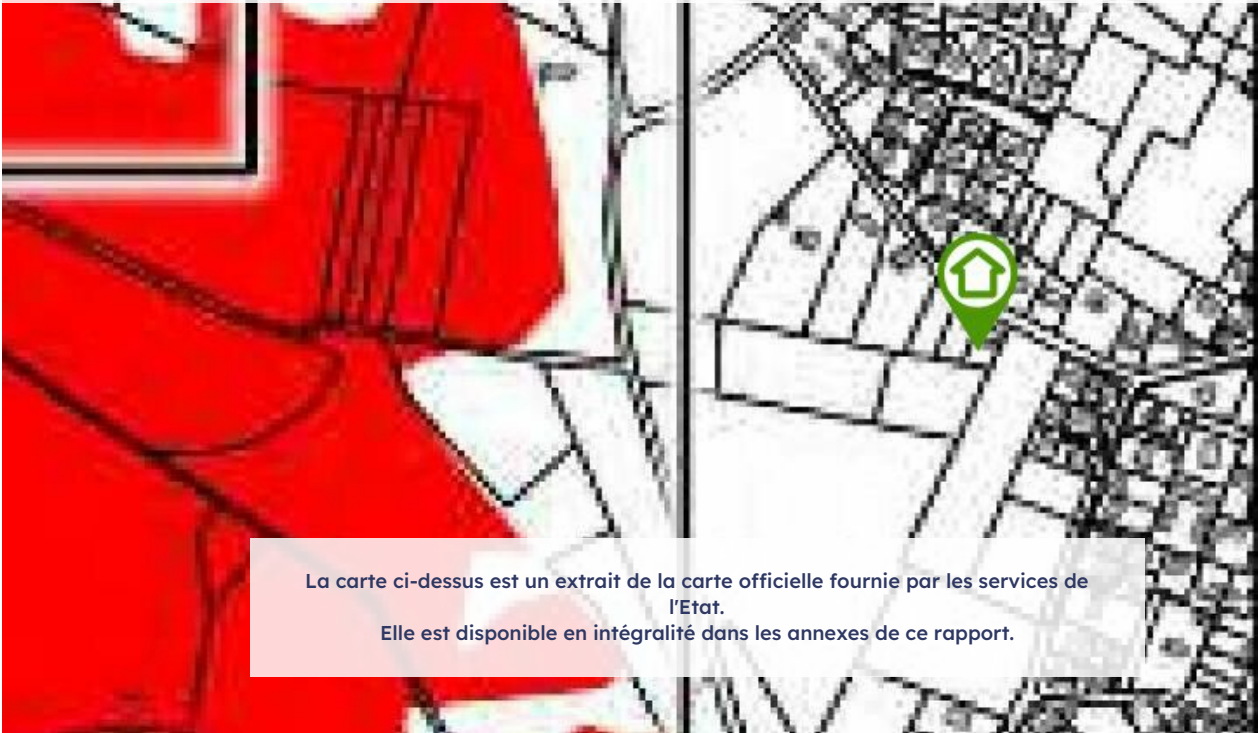 La carte ci-dessus est un extrait de la carte officielle fournie par les services de
l'Etat.
Elle est disponible en intégralité dans les annexes de ce rapport.